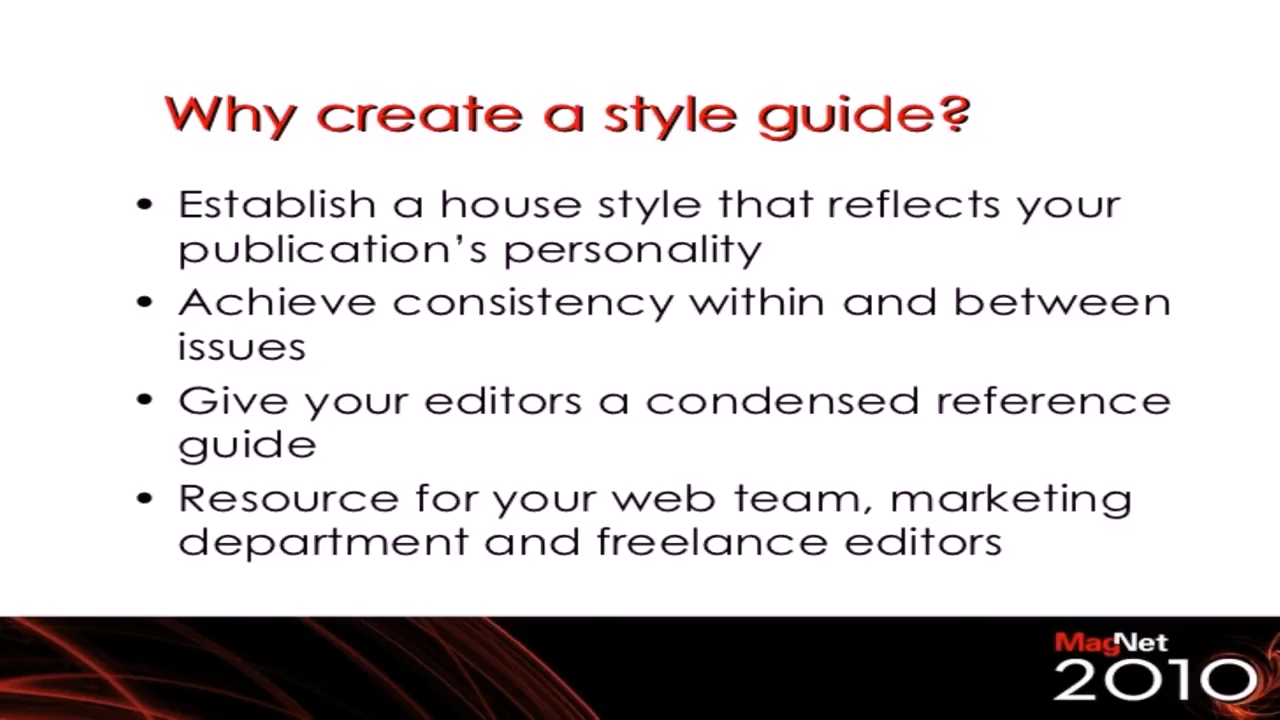 Why create a style guide?
• Establish a house style that reflects your
publication’s personality
• Achieve consistency within and between
issues
• Give your editors a condensed reference
guide
• Resource for your web team, marketing
department and freelance editors
MagNet
2010